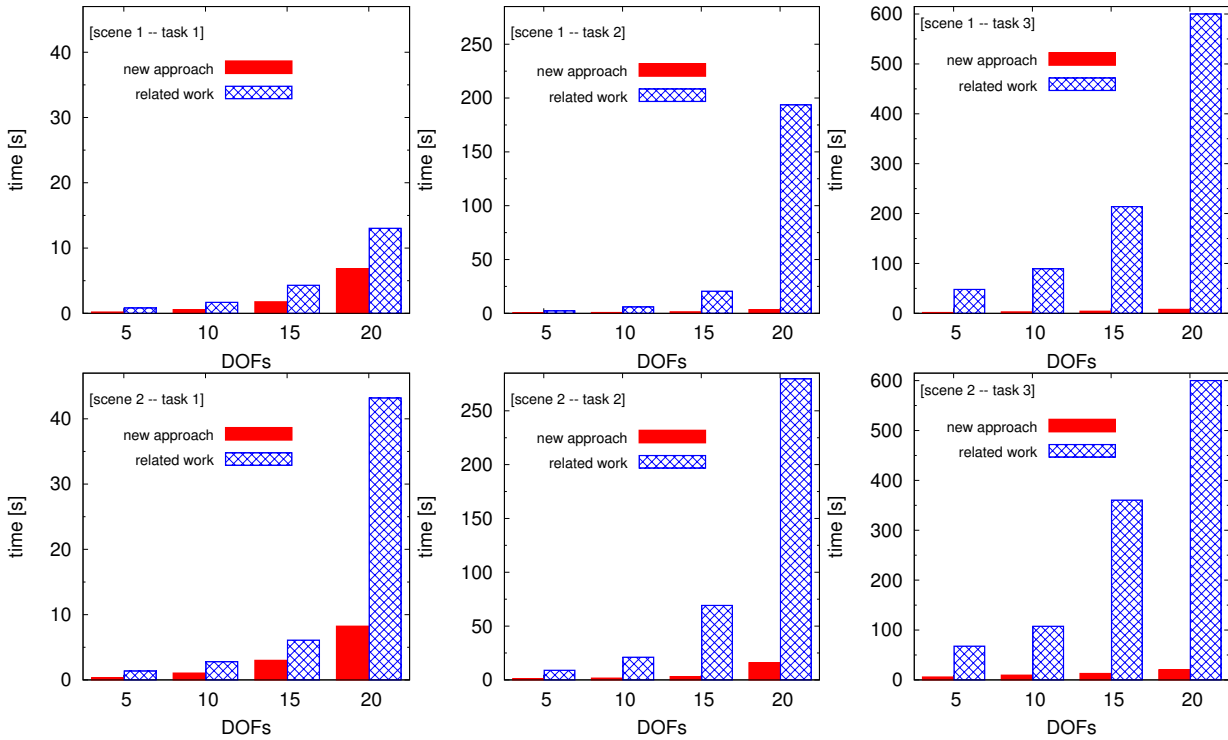 [scene 1 -- task 1]
new approach
related work
time [s]
40
30
20
10
0
5 10 15 20
DOFs
[scene 1 -- task 2]
new approach
related work
time [s]
250
200
150
100
50
0
5 10 15 20
DOFs
[scene 1 -- task 3]
new approach
related work
time [s]
600
500
400
300
200
100
0
5 10 15 20
DOFs
[scene 2 -- task 1]
new approach
related work
time [s]
40
30
20
10
0
5 10 15 20
DOFs
[scene 2 -- task 2]
new approach
related work
time [s]
250
200
150
100
50
0
5 10 15 20
DOFs
[scene 2 -- task 3]
new approach
related work
time [s]
600
500
400
300
200
100
0
5 10 15 20
DOFs